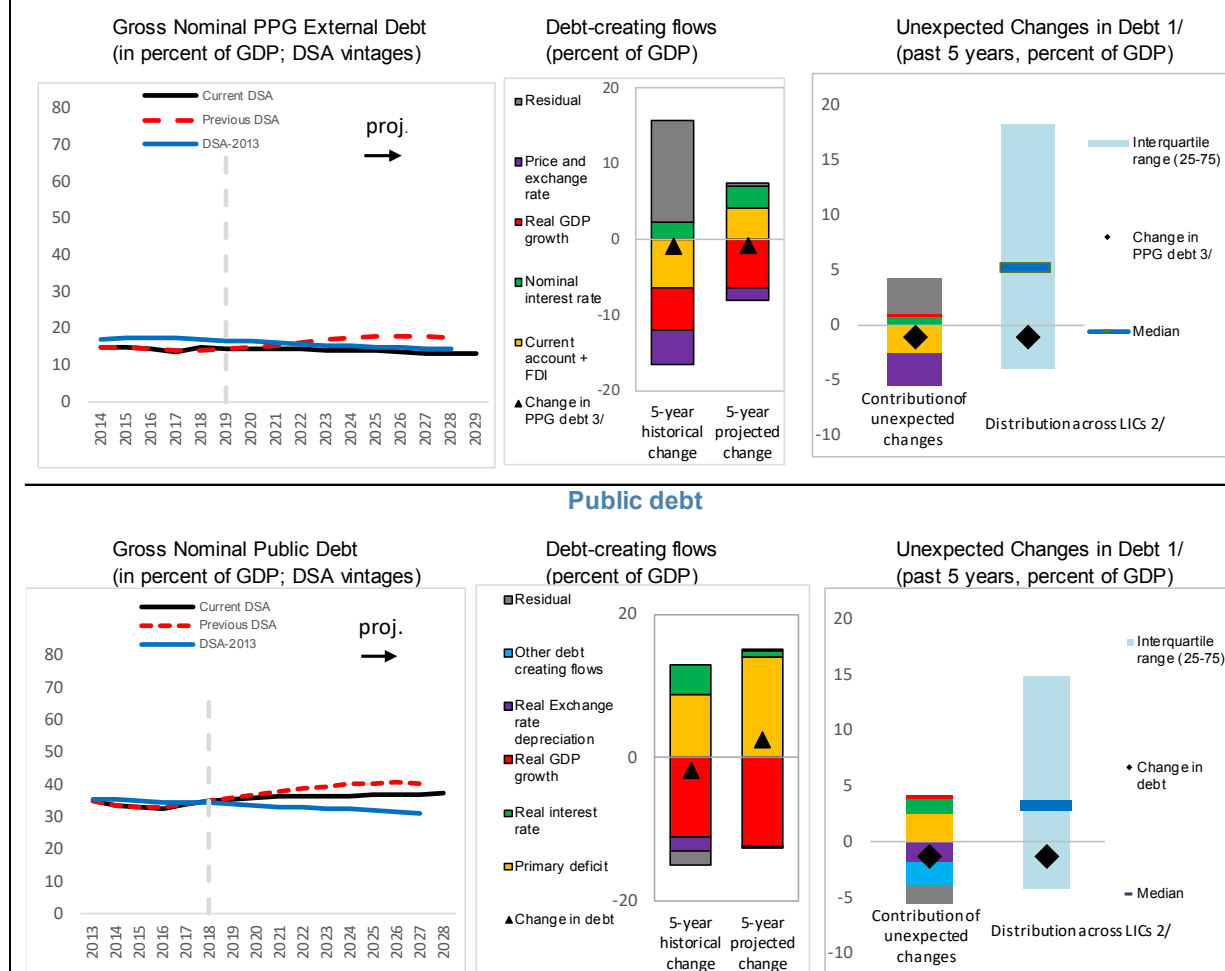 Gross Nominal PPG External Debt
(in percent of GDP; DSA vintages)
Current DSA
Previous DSA
DSA-2013
proj.
80
70
60
50
40
30
20
10
0
2014
2015
2016
2017
2018
2019
2020
2021
2022
2023
2024
2025
2026
2027
2028
2029
Debt-creating flows
(percent of GDP)
Residual
Price and
exchange
rate
Real GDP
growth
Nominal
interest rate
Current
account +
FDI
Change in
PPG debt 3/
20
10
0
-10
-20
5-year
historical
change
5-year
projected
change
Unexpected Changes in Debt 1/
(past 5 years, percent of GDP)
20
15
10
5
0
-5
-10
Interquartile
range (25-75)
Change in
PPG debt 3/
Median
Contribution of
unexpected
changes
Distribution across LICs 2/
Public debt
Gross Nominal Public Debt
(in percent of GDP; DSA vintages)
Current DSA
Previous DSA
DSA-2013
proj.
80
70
60
50
40
30
20
10
0
2013
2014
2015
2016
2017
2018
2019
2020
2021
2022
2023
2024
2025
2026
2027
2028
Debt-creating flows
(percent of GDP)
Residual
Other debt
creating flows
Real Exchange
rate
depreciation
Real GDP
growth
Real interest
rate
Primary deficit
Change in debt
20
0
-20
5-year
historical
change
5-year
projected
change
Unexpected Changes in Debt 1/
(past 5 years, percent of GDP)
20
15
10
5
0
-5
-10
Interquartile
range (25-75)
Change in
debt
Median
Contribution of
unexpected
changes
Distribution across LICs 2/